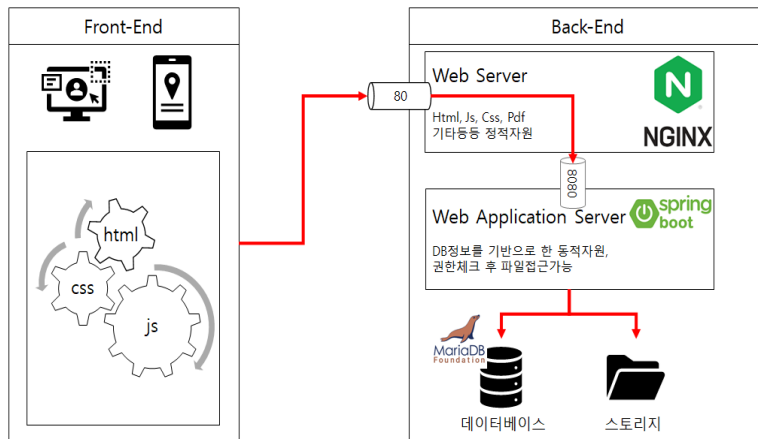 Front-End
html
css
js
80
Back-End
Web Server
Html, Js, Css, Pdf
기타등등 정적자원
N
NGINX
8080
Web Application Server
spring
boot
DB정보를 기반으로 한 동적자원,
권한체크 후 파일접근가능
MariaDB
Foundation
데이터베이스
스토리지